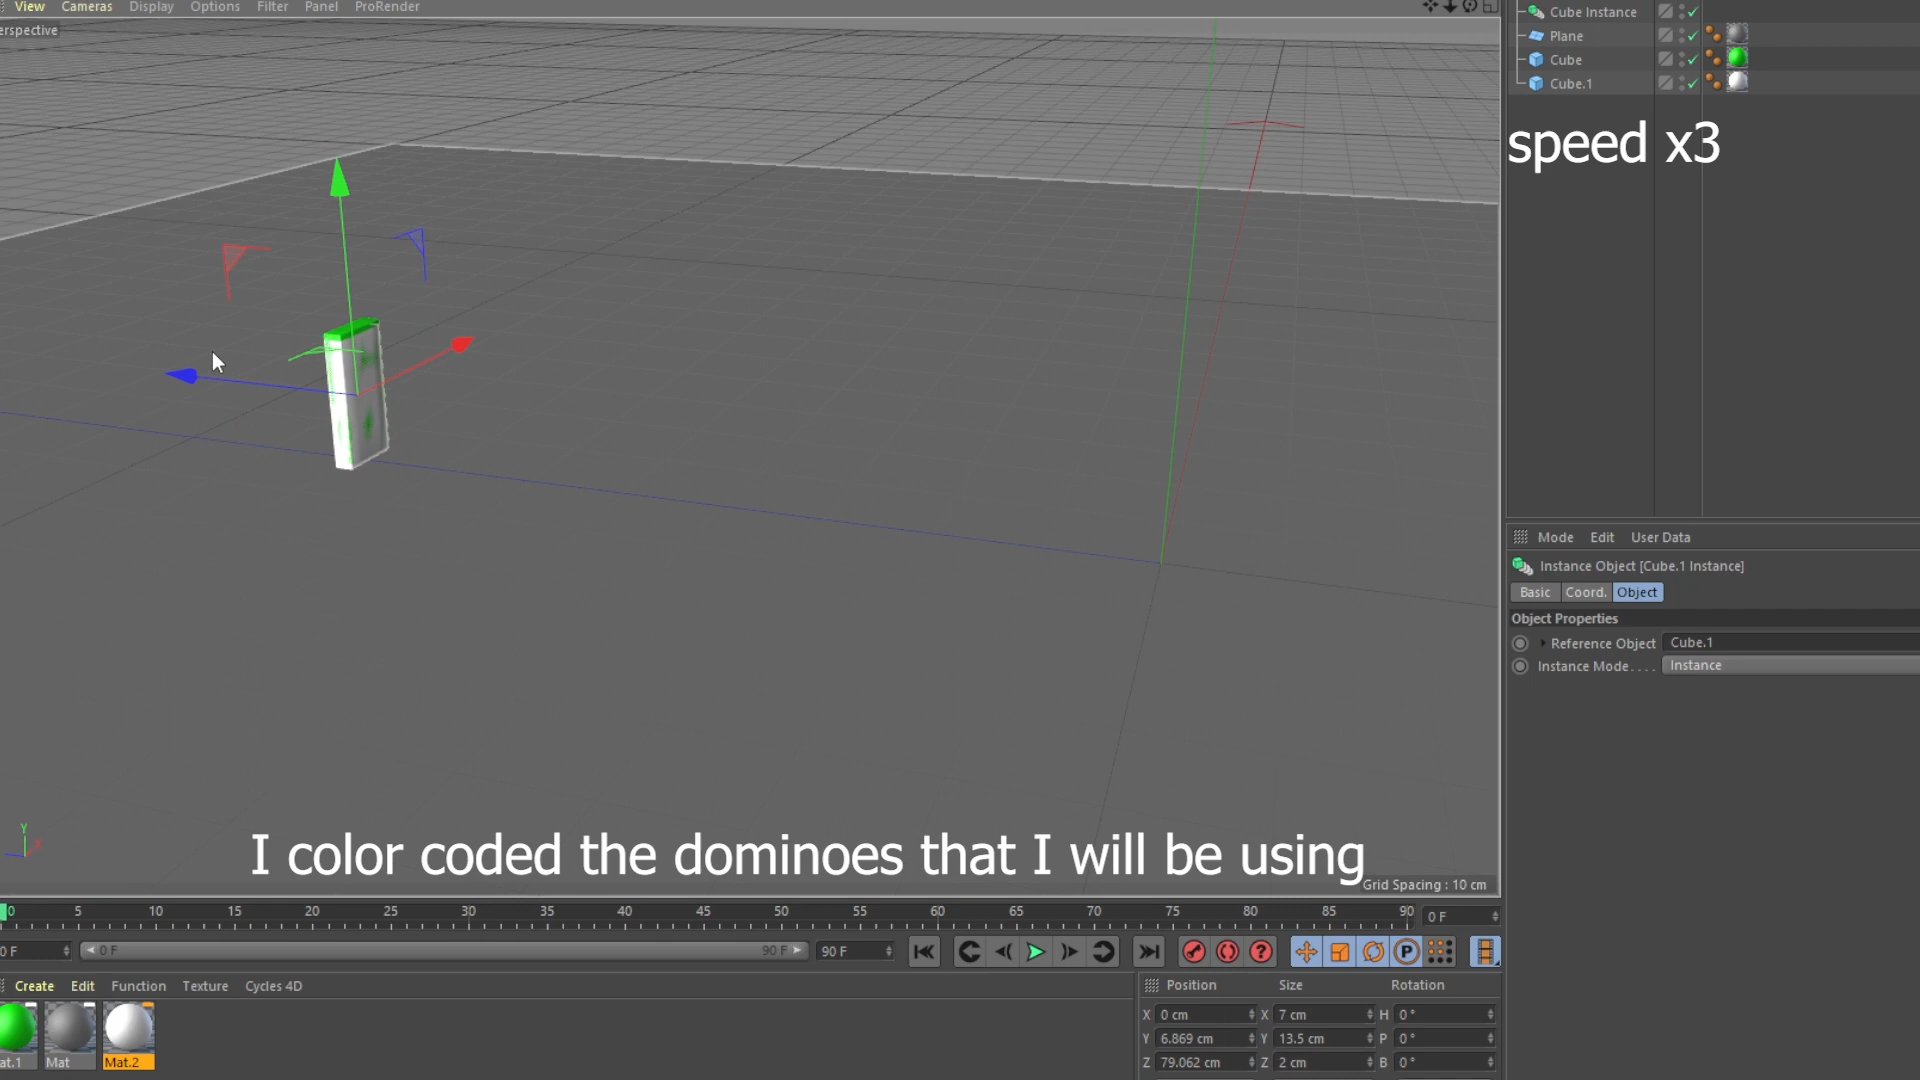 View Cameras Display Options Filter Panel ProRender
erspective
Cube Instance
Plane
Cube
Cube.1
speed x3
Mode Edit User Data
Instance Object [Cube.1 Instance]
Basic Coord. Object
Object Properties
Reference Object Cube.1
Instance Mode.... Instance
Y
X
I color coded the dominoes that I will be using
Grid Spacing : 10 cm
0 5 10 15 20 25 30 35 40 45 50 55 60 65 70 75 80 85 90 0 F
0 F 0 F 90 F 90 F P
Create Edit Function Texture Cycles 4D
Position Size Rotation
X 0 cm X 7 cm H 0°
Y 6.869 cm Y 13.5 cm P 0°
Z 79.062 cm Z 2 cm B 0°
at.1 Mat Mat.2